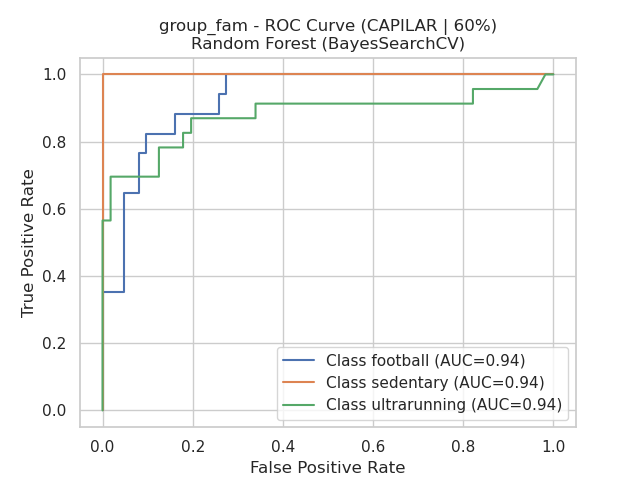 group_fam - ROC Curve (CAPILAR | 60%)
Random Forest (BayesSearchCV)
True Positive Rate
1.0
0.8
0.6
0.4
0.2
0.0
Class football (AUC=0.94)
Class sedentary (AUC=0.94)
Class ultrarunning (AUC=0.94)
0.0 0.2 0.4 0.6 0.8 1.0
False Positive Rate